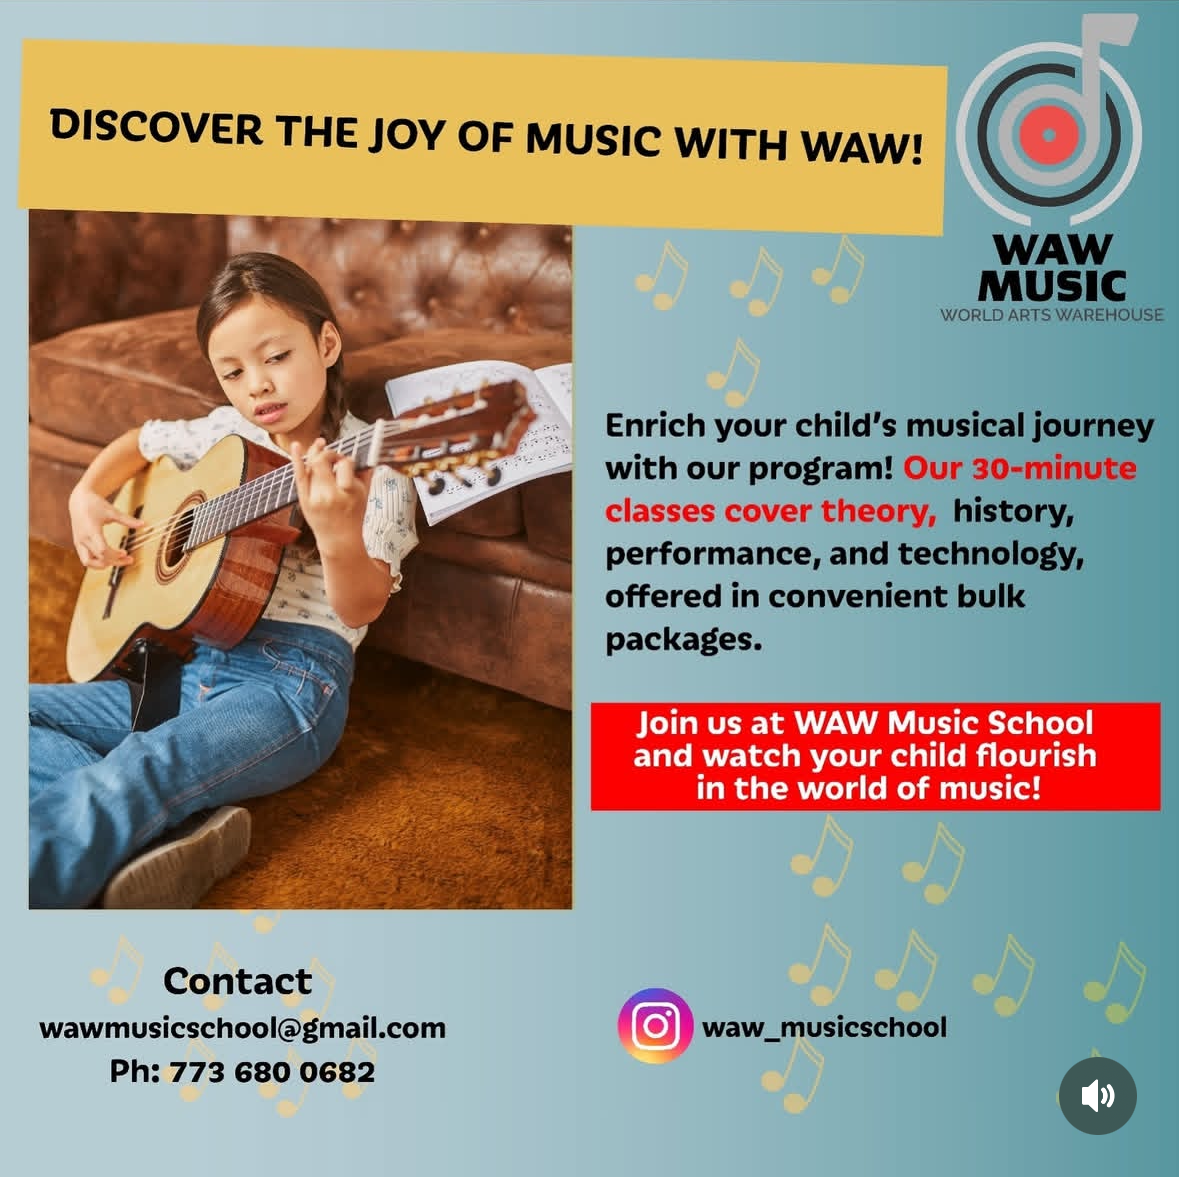 DISCOVER THE JOY OF MUSIC WITH WAW!
WAW
MUSIC
WORLD ARTS WAREHOUSE
Enrich your child's musical journey
with our program! Our 30-minute
classes cover theory, history,
performance, and technology,
offered in convenient bulk
packages.
Join us at WAW Music School
and watch your child flourish
in the world of music!
Contact
wawmusicschool@gmail.com
Ph: 773 680 0682
waw_musicschool